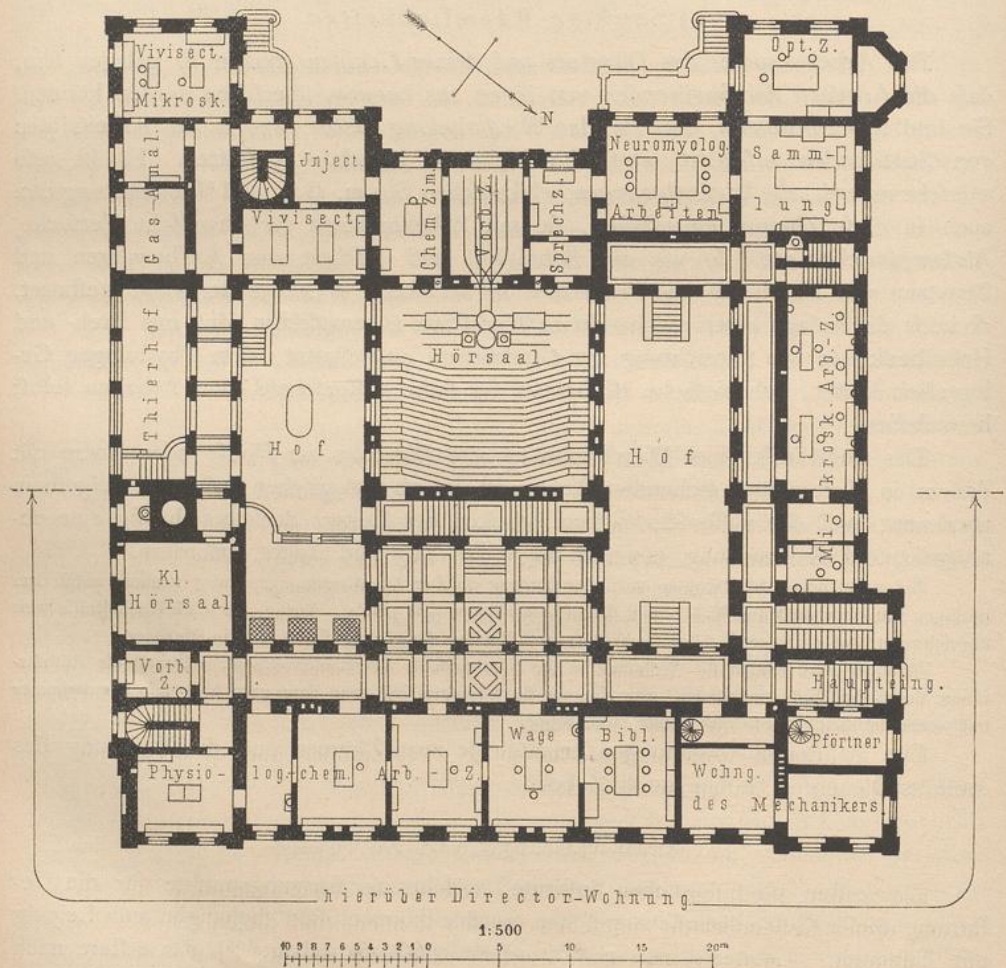 Vivisect.
Mikrosk.
Opt. Z.
N
Gas-Amal.
Jnject.
Vivisect.
Chem Zim.
Vorb. Z.
Sprechz.
Neuromyolog.
Arbeiten
Samm-
lung
Thierhof
Hof
Hörsaal
Hof
Mi-
krosk. Arb.-Z.
Kl.
Hörsaal
Vorb.
Z.
Haupteing.
Physio-log-chem. Arb.-Z.
Wage
Bibl.
Wohng.
des Mechanikers.
Pförtner
hierüber Director-Wohnung
1:500
10 9 8 7 6 5 4 3 2 1 0 5 10 15 20m